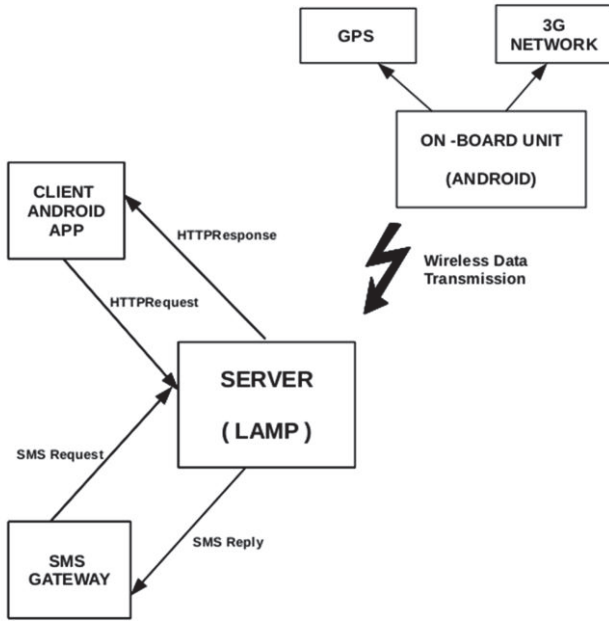 GPS
3G
NETWORK
ON -BOARD UNIT
(ANDROID)
CLIENT
ANDROID
APP
HTTPResponse
Wireless Data
Transmission
HTTPRequest
SERVER
( LAMP )
SMS Request
SMS Reply
SMS
GATEWAY